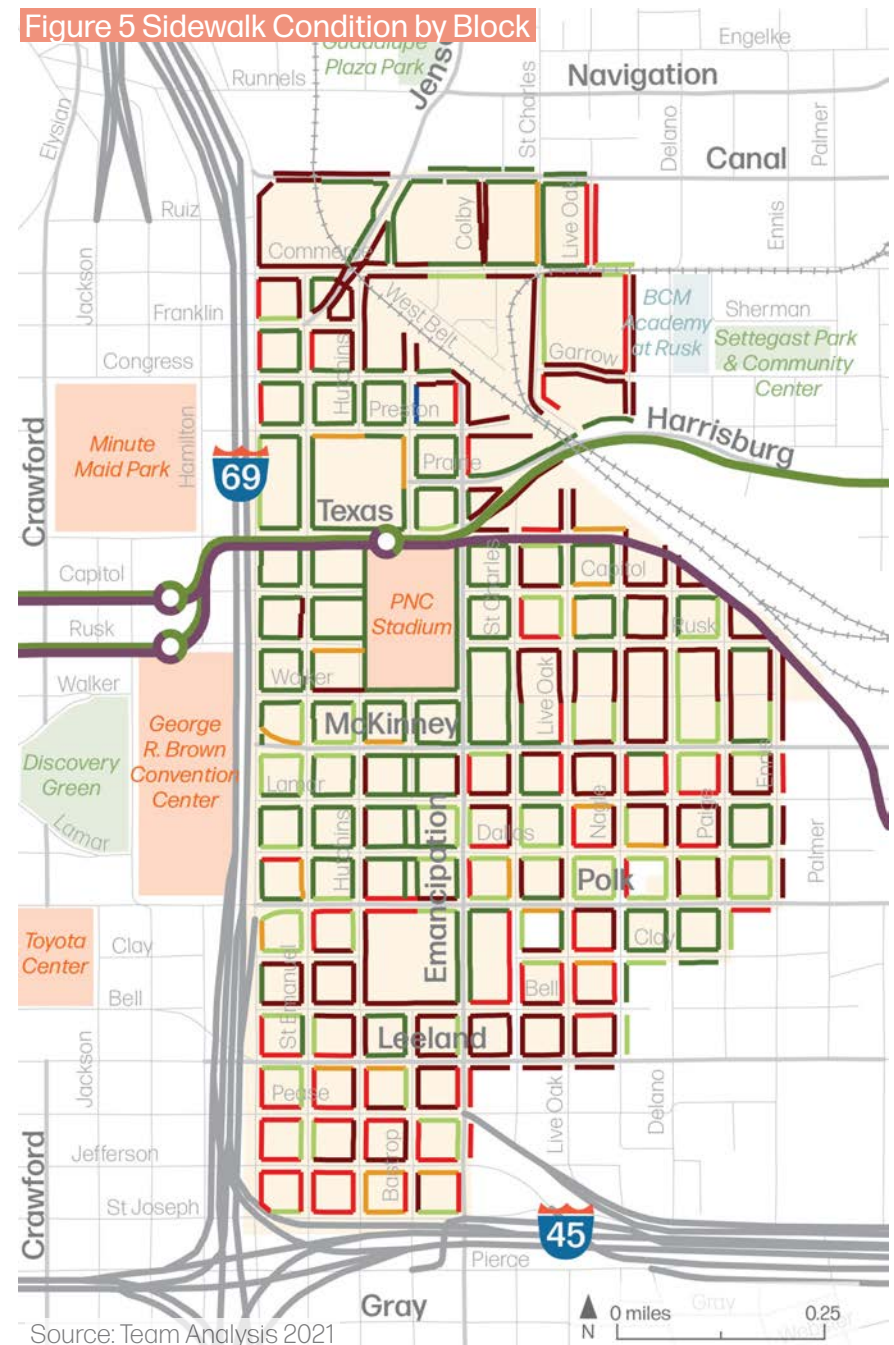 Figure 5 Sidewalk Condition by Block
Guadalupe
Plaza Park
Engelke
Runnels
Navigation
Elysian
St Charles
Delano
Palmer
Canal
Ruiz
Colby
Live Oak
Ennis
Commerce
Jackson
Franklin
West Belt
BCM
Academy
at Rusk
Sherman
Settegast Park
& Community
Center
Congress
Hutchins
Garrow
Crawford
Hamilton
Preston
Minute
Maid Park
Harrisburg
69
Prairie
Texas
Capitol
St Charles
Capitol
PNC
Stadium
Rusk
Rusk
Walker
Walker
Live Oak
McKinney
George
R. Brown
Convention
Center
Discovery
Green
Lamar
Lamar
Ennis
Hutchins
Emancipation
Dallas
Nagle
Paige
Palmer
Polk
Toyota
Center
Clay
Clay
St Emanuel
Bell
Bell
Leeland
Jackson
Pease
Live Oak
Delano
Crawford
Jefferson
Bastrop
St Joseph
45
Pierce
Gray
Gray
0 miles
0.25
N
Webster
Source: Team Analysis 2021